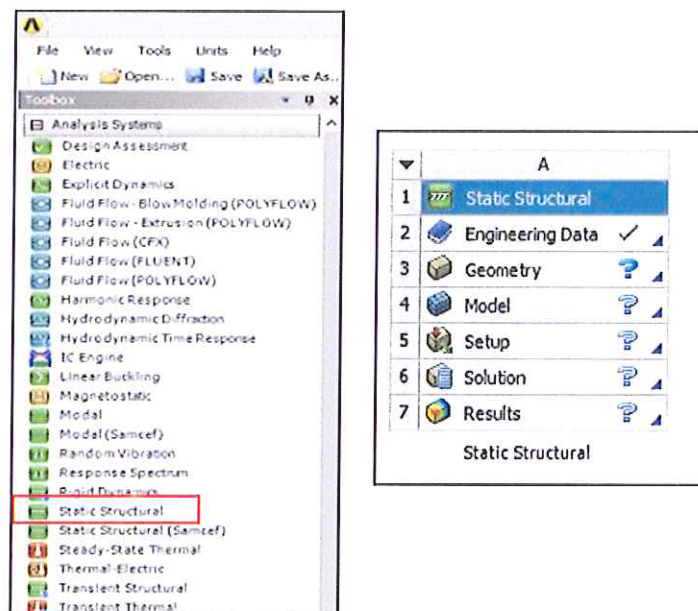 File View Tools Units Help
New Open... Save Save As..
Toolbox
Analysis Systems
Design Assessment
Electric
Explicit Dynamics
Fluid Flow - Blow Molding (POLYFLOW)
Fluid Flow - Extrusion (POLYFLOW)
Fluid Flow (CFX)
Fluid Flow (FLUENT)
Fluid Flow (POLYFLOW)
Harmonic Response
Hydrodynamic Diffraction
Hydrodynamic Time Response
IC Engine
Linear Buckling
Magnetostatic
Modal
Modal (Samcef)
Random Vibration
Response Spectrum
Rigid Dynamics
Static Structural
Static Structural (Samcef)
Steady-State Thermal
Thermal-Electric
Transient Structural
Transient Thermal
A
1 Static Structural
2 Engineering Data
3 Geometry ?
4 Model ?
5 Setup ?
6 Solution ?
7 Results ?
Static Structural